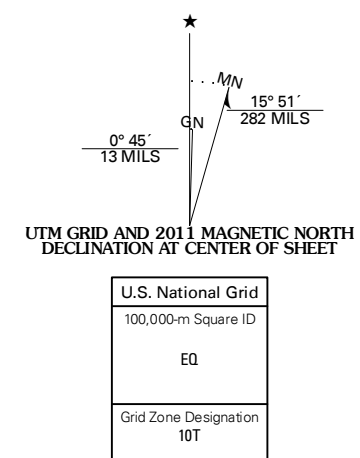 MN
15° 51´
282 MILS
GN
0° 45´
13 MILS
UTM GRID AND 2011 MAGNETIC NORTH
DECLINATION AT CENTER OF SHEET
U.S. National Grid
100,000-m Square ID
EQ
Grid Zone Designation
10T